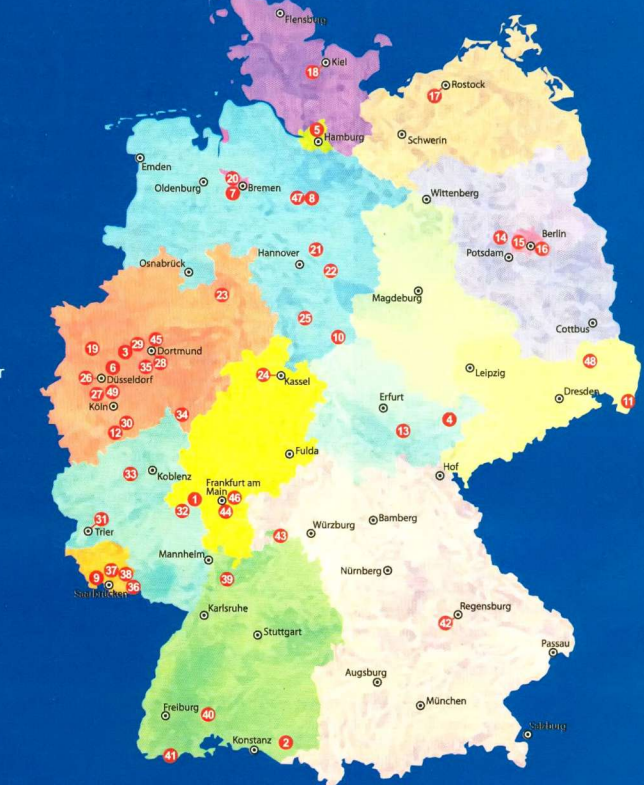 Flensburg
Kiel
18
Rostock
17
5
Hamburg
Schwerin
Emden
Oldenburg
20
Bremen
7
47
8
Wittenberg
14
15
Berlin
16
Potsdam
Hannover
21
22
Osnabrück
23
Magdeburg
25
10
Cottbus
19
3
29
45
Dortmund
6
35
28
26
Düsseldorf
27
49
Köln
30
12
34
24
Kassel
Leipzig
48
Dresden
11
Erfurt
13
4
Fulda
Hof
33
Koblenz
Frankfurt am
Main
1
46
32
44
31
Trier
43
Würzburg
Bamberg
Mannheim
9
37
38
36
Saarbrücken
39
Nürnberg
Karlsruhe
Stuttgart
42
Regensburg
Passau
Augsburg
München
Freiburg
40
41
Konstanz
2
Salzburg